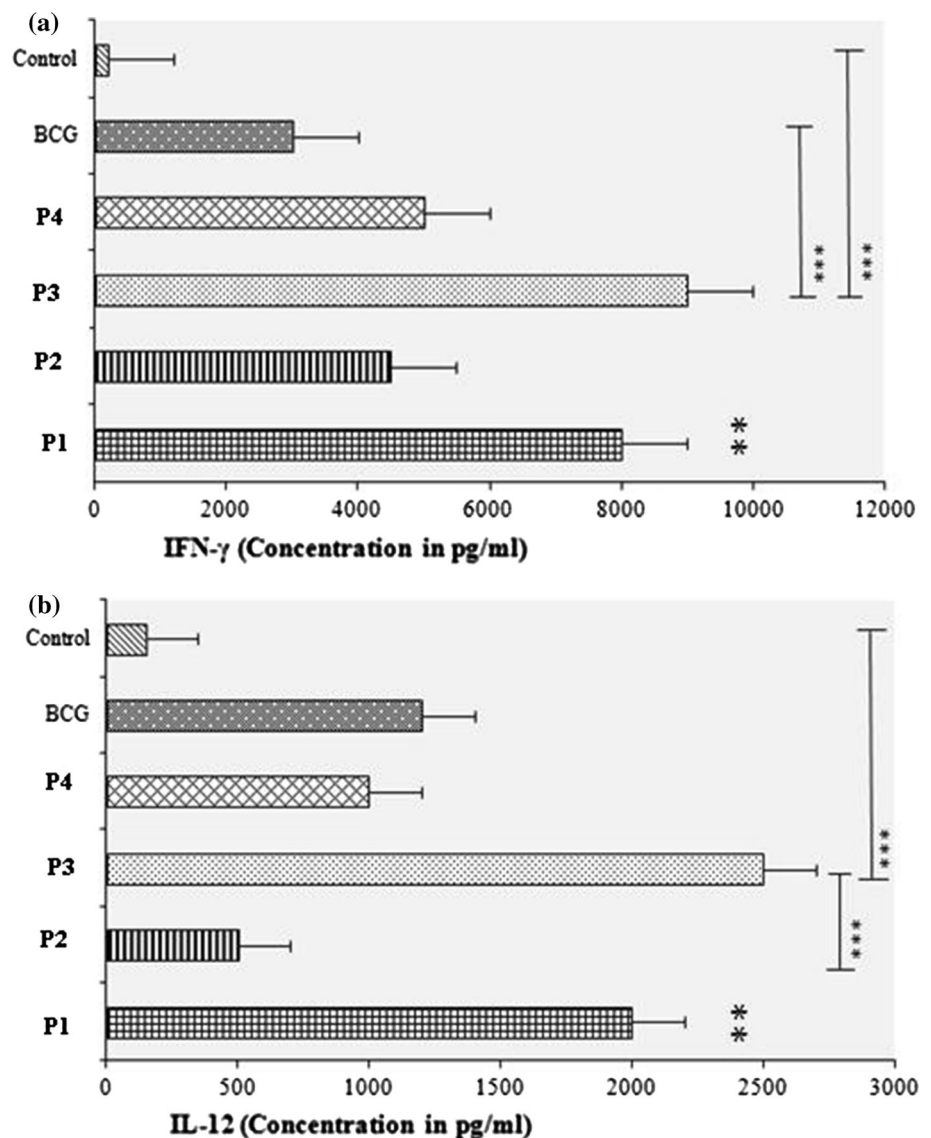 (a)
Control
BCG
P4
P3
P2
P1
***
***
**
0 2000 4000 6000 8000 10000 12000
IFN-γ (Concentration in pg/ml)
(b)
Control
BCG
P4
P3
P2
P1
***
***
**
0 500 1000 1500 2000 2500 3000
IL-12 (Concentration in pg/ml)